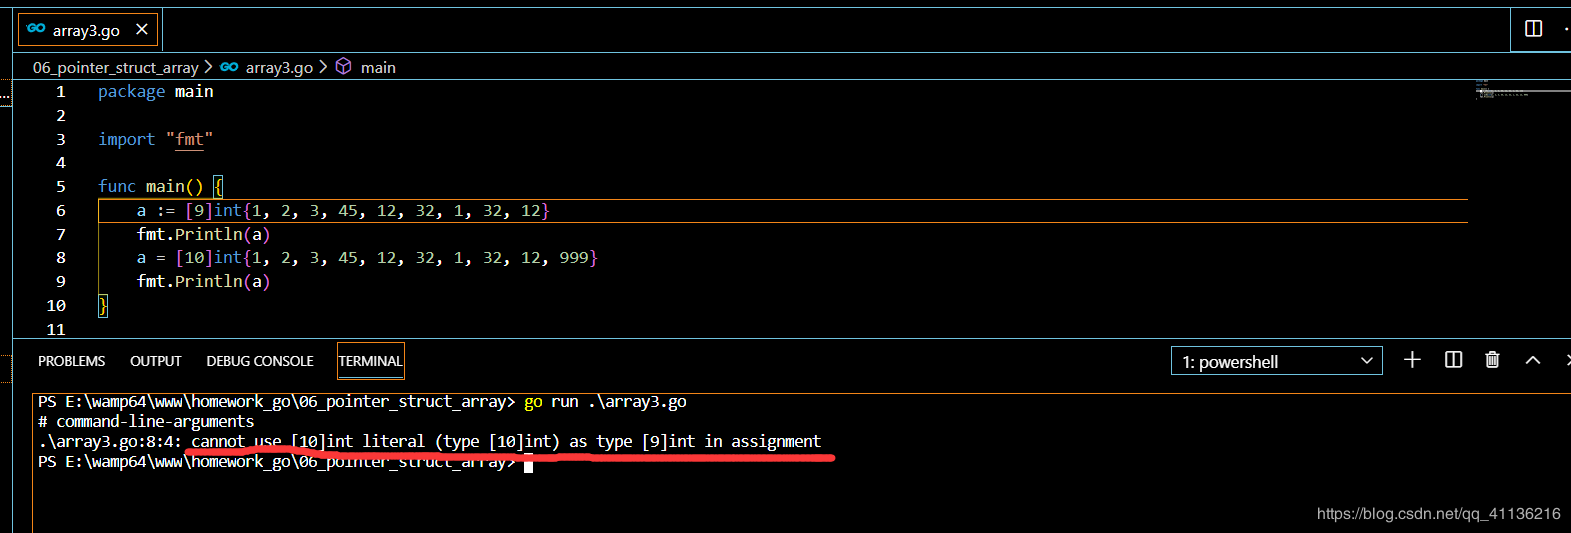 GO array3.go
06_pointer_struct_array > GO array3.go > main
1 package main
2
3 import "fmt"
4
5 func main() {
6 a := [9]int{1, 2, 3, 45, 12, 32, 1, 32, 12}
7 fmt.Println(a)
8 a = [10]int{1, 2, 3, 45, 12, 32, 1, 32, 12, 999}
9 fmt.Println(a)
10 }
11
PROBLEMS OUTPUT DEBUG CONSOLE TERMINAL 1: powershell
PS E:\wamp64\www\homework_go\06_pointer_struct_array> go run .\array3.go
# command-line-arguments
.\array3.go:8:4: cannot use [10]int literal (type [10]int) as type [9]int in assignment
PS E:\wamp64\www\homework_go\06_pointer_struct_array>
https://blog.csdn.net/qq_41136216